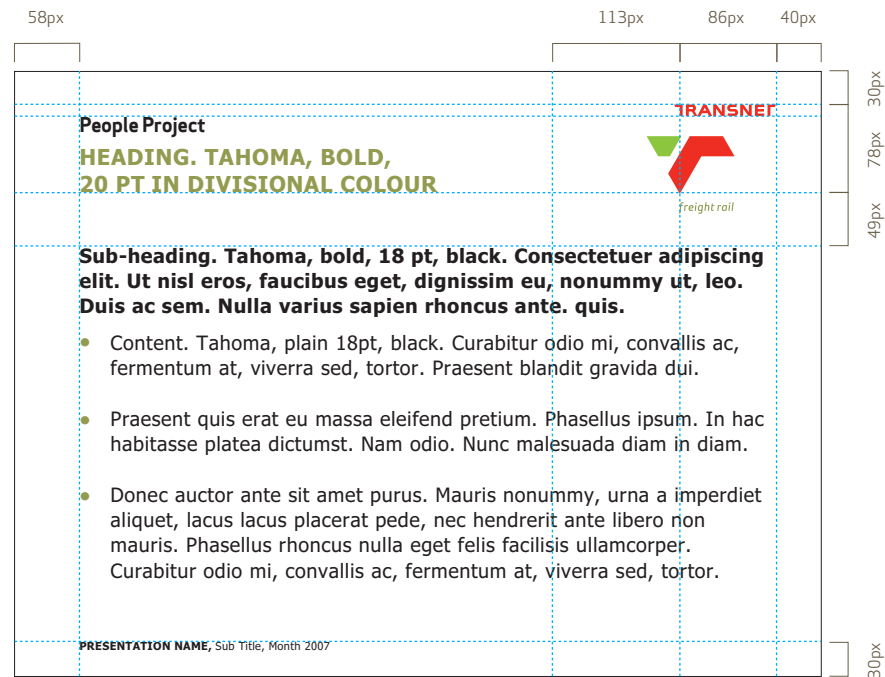 58px
113px
86px
40px
30px
TRANSNET
People Project
78px
HEADING. TAHOMA, BOLD,
20 PT IN DIVISIONAL COLOUR
freight rail
49px
Sub-heading. Tahoma, bold, 18 pt, black. Consectetuer adipiscing
elit. Ut nisl eros, faucibus eget, dignissim eu, nonummy ut, leo.
Duis ac sem. Nulla varius sapien rhoncus ante. quis.
• Content. Tahoma, plain 18pt, black. Curabitur odio mi, convallis ac,
fermentum at, viverra sed, tortor. Praesent blandit gravida dui.
• Praesent quis erat eu massa eleifend pretium. Phasellus ipsum. In hac
habitasse platea dictumst. Nam odio. Nunc malesuada diam in diam.
• Donec auctor ante sit amet purus. Mauris nonummy, urna a imperdiet
aliquet, lacus lacus placerat pede, nec hendrerit ante libero non
mauris. Phasellus rhoncus nulla eget felis facilisis ullamcorper.
Curabitur odio mi, convallis ac, fermentum at, viverra sed, tortor.
PRESENTATION NAME, Sub Title, Month 2007
30px